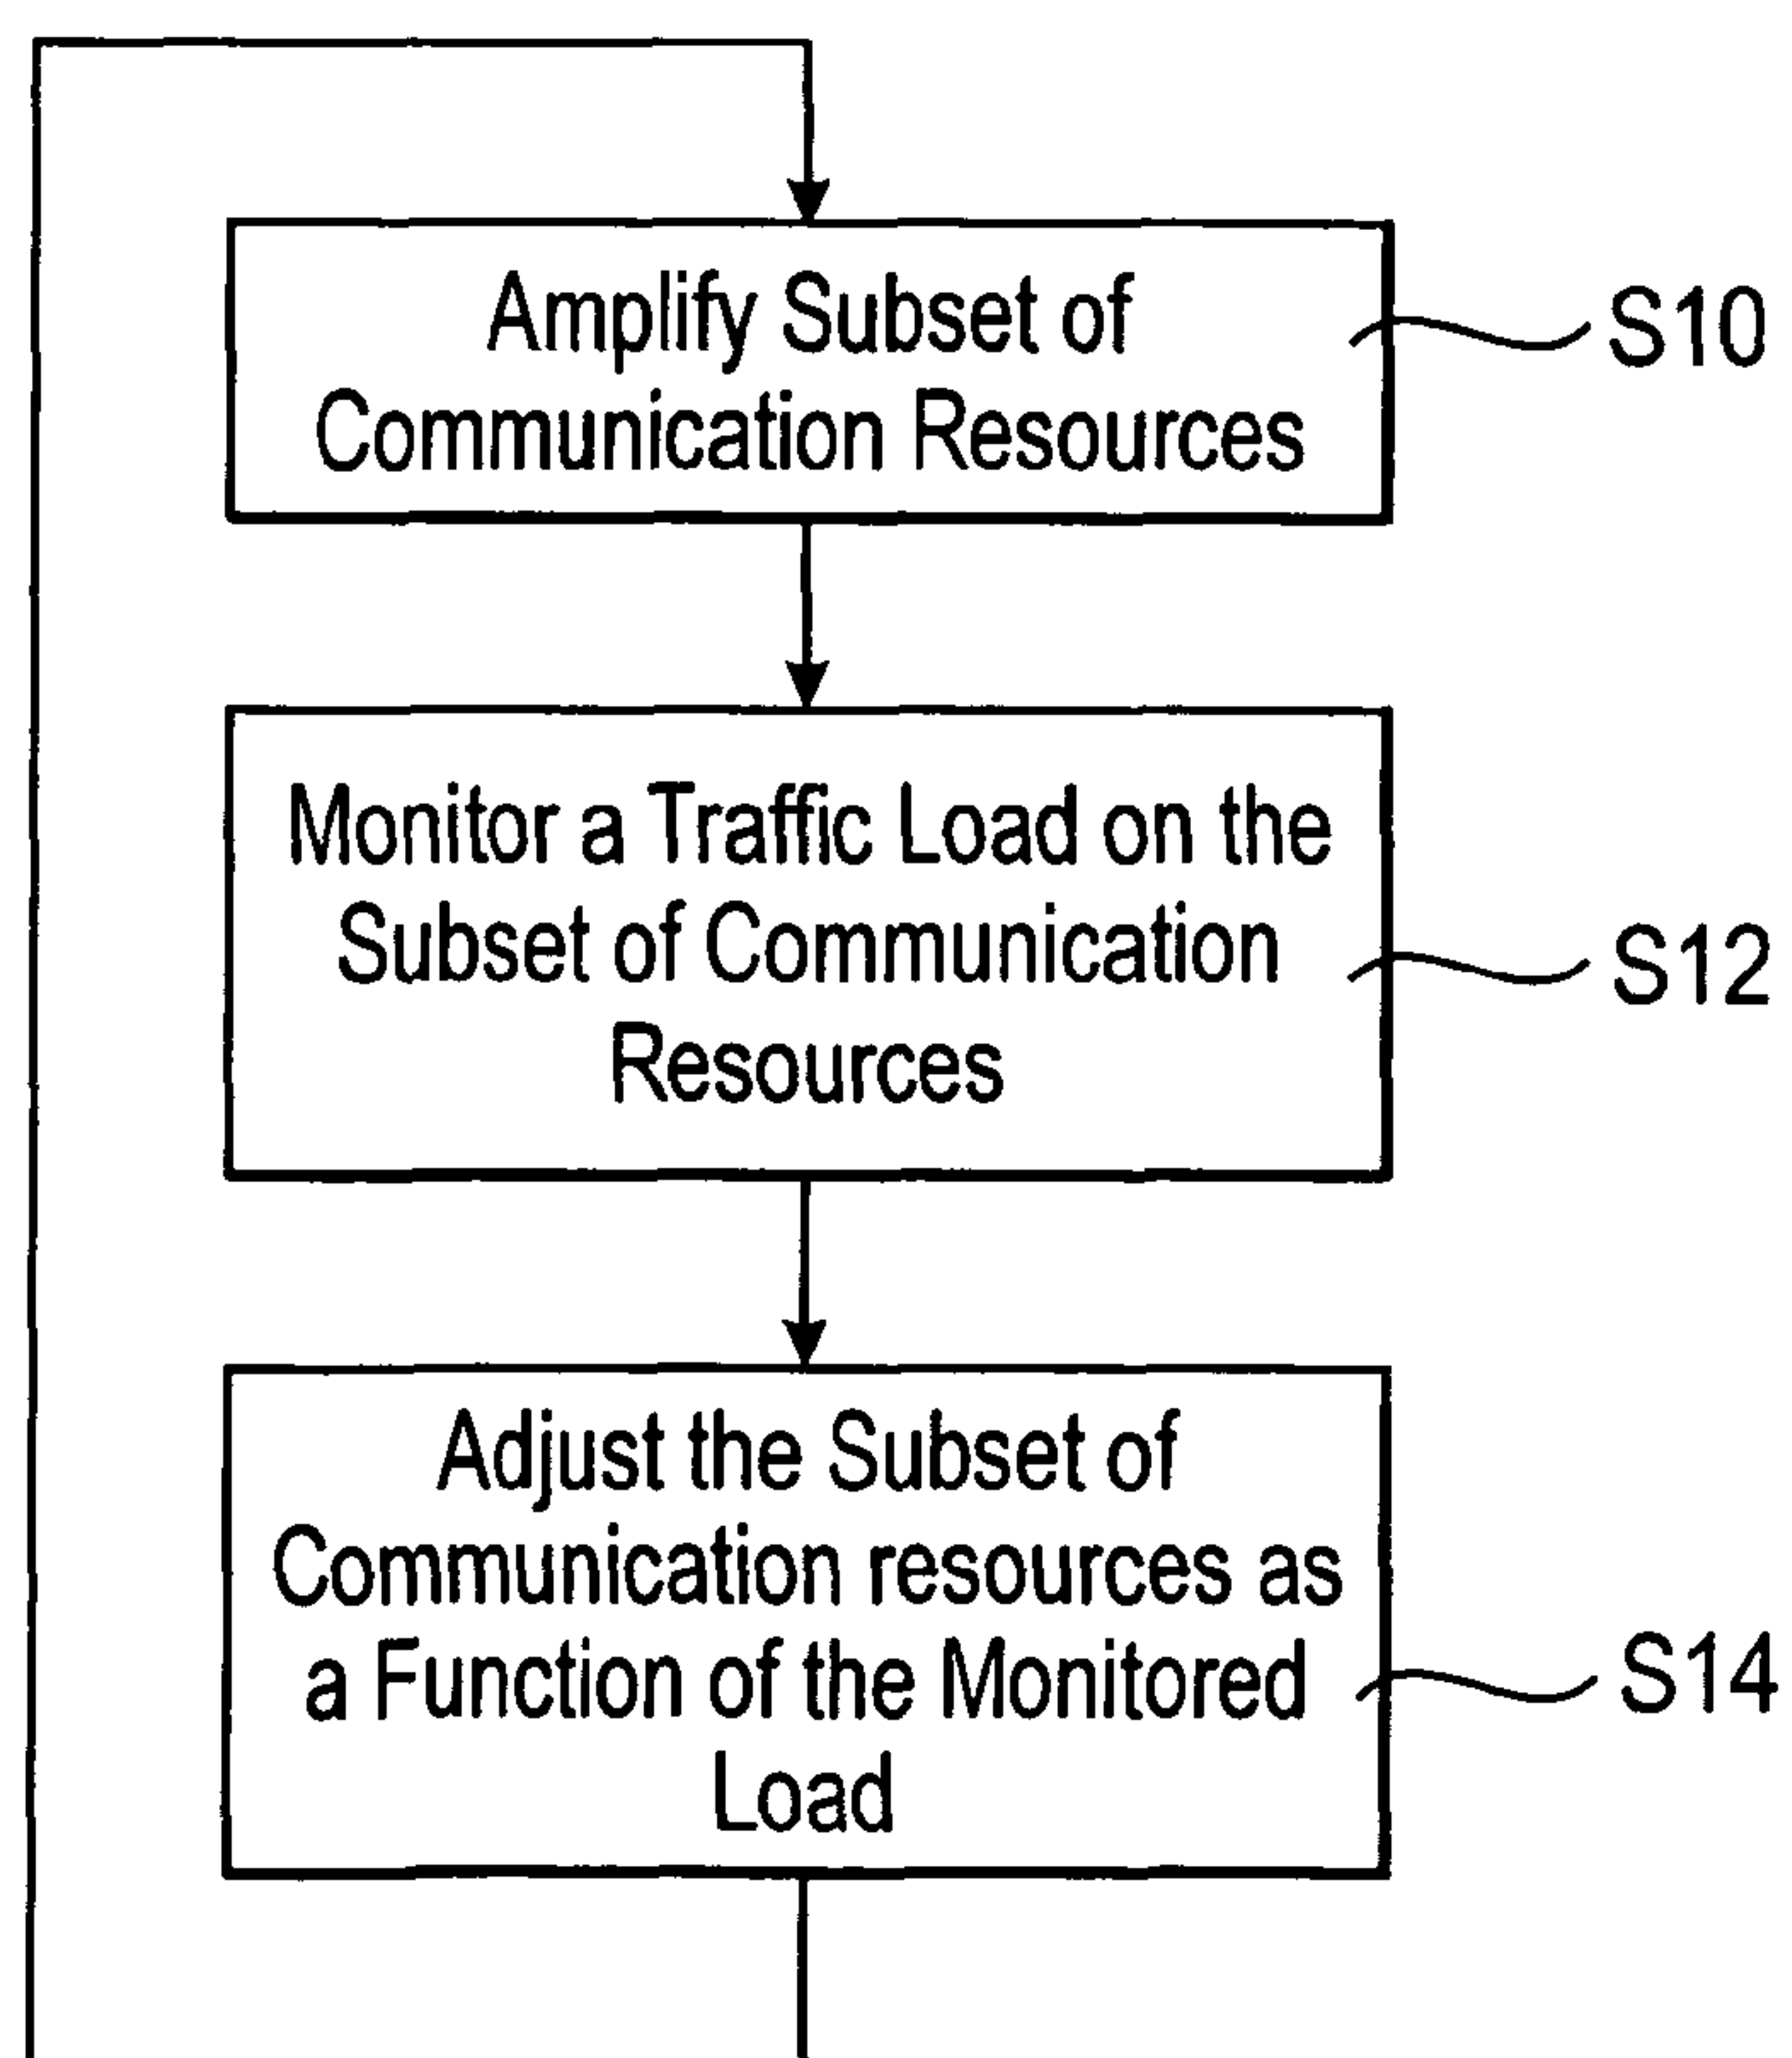 Amplify Subset of
Communication Resources
S10
Monitor a Traffic Load on the
Subset of Communication
Resources
S12
Adjust the Subset of
Communication resources as
a Function of the Monitored
Load
S14